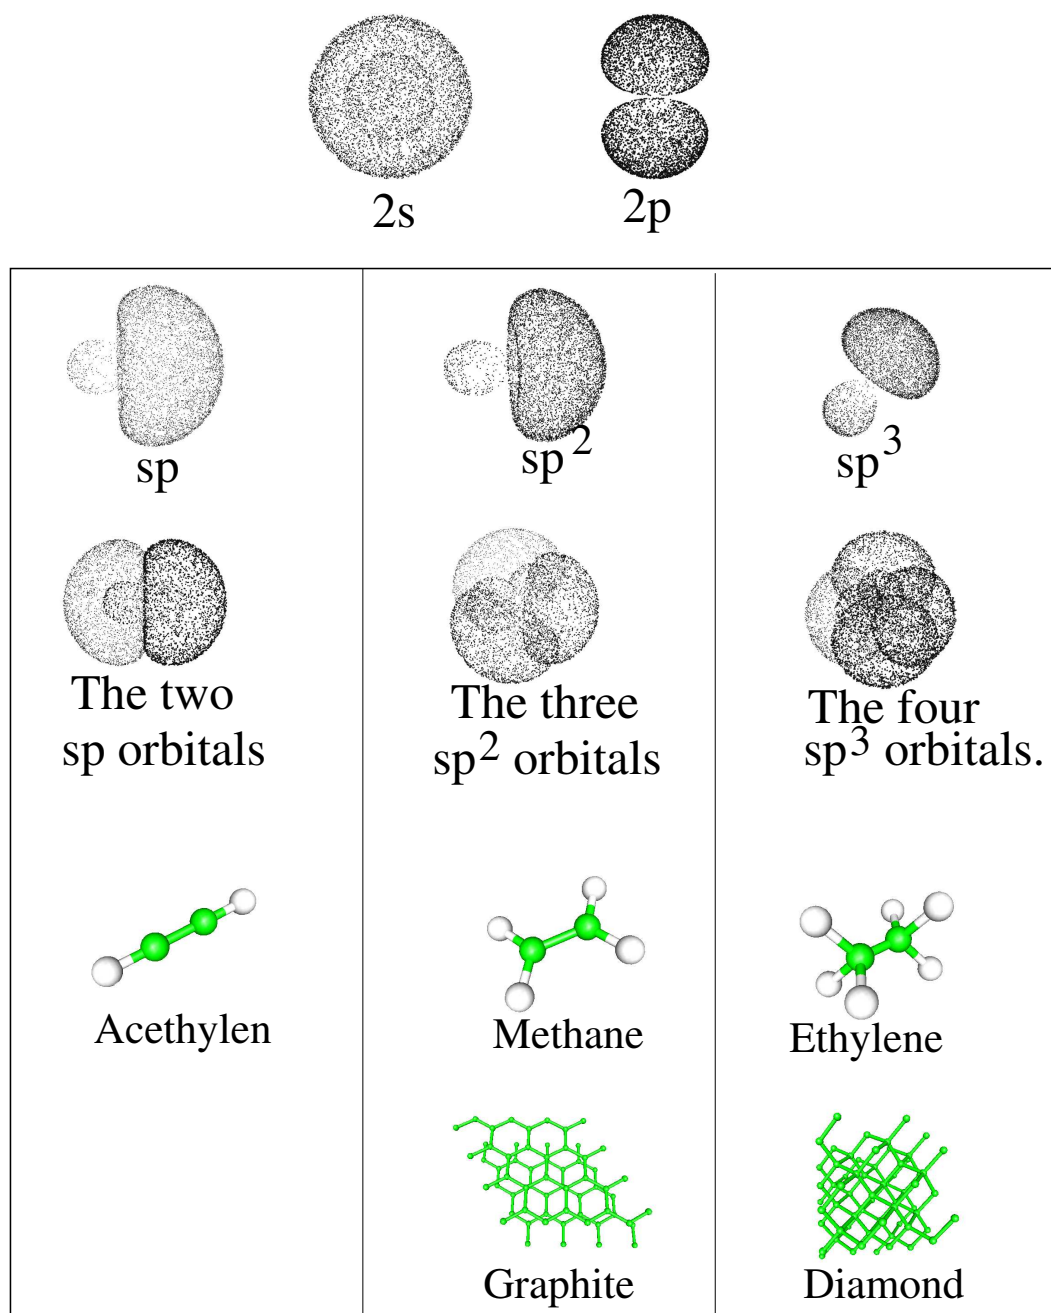 2s
2p
sp
sp²
sp³
The two
sp orbitals
The three
sp² orbitals
The four
sp³ orbitals.
Acethylen
Methane
Ethylene
Graphite
Diamond